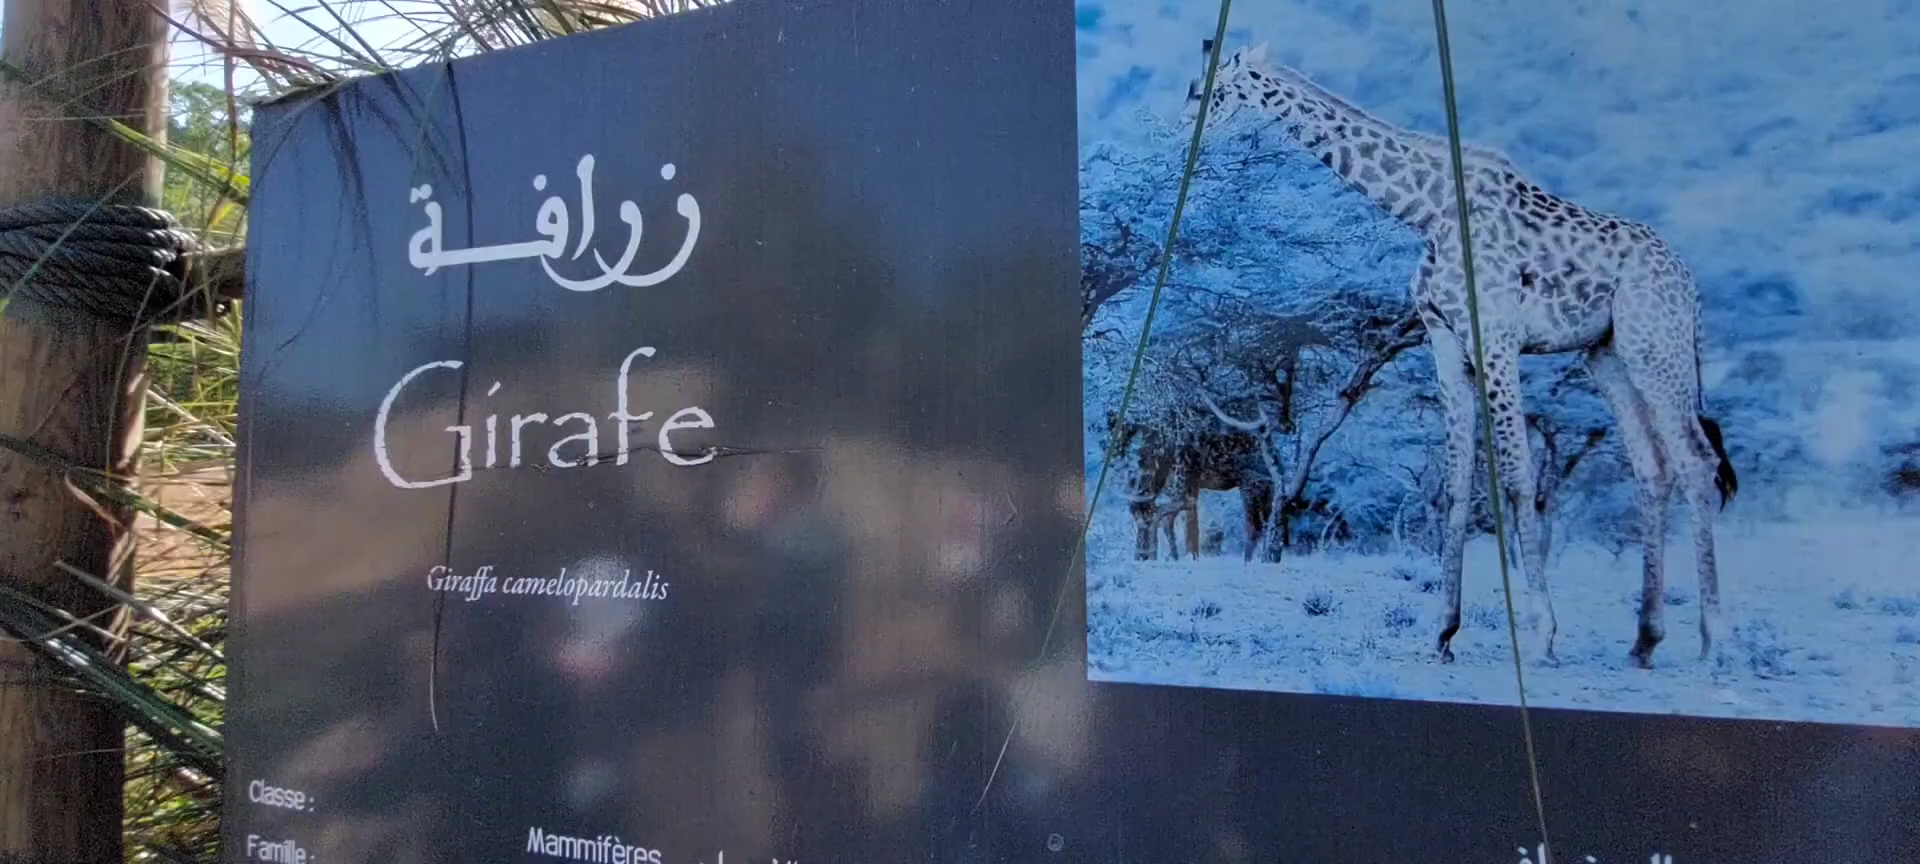 زرافة
Girafe
Giraffa camelopardalis
Classe :
Mammifères
Famille :